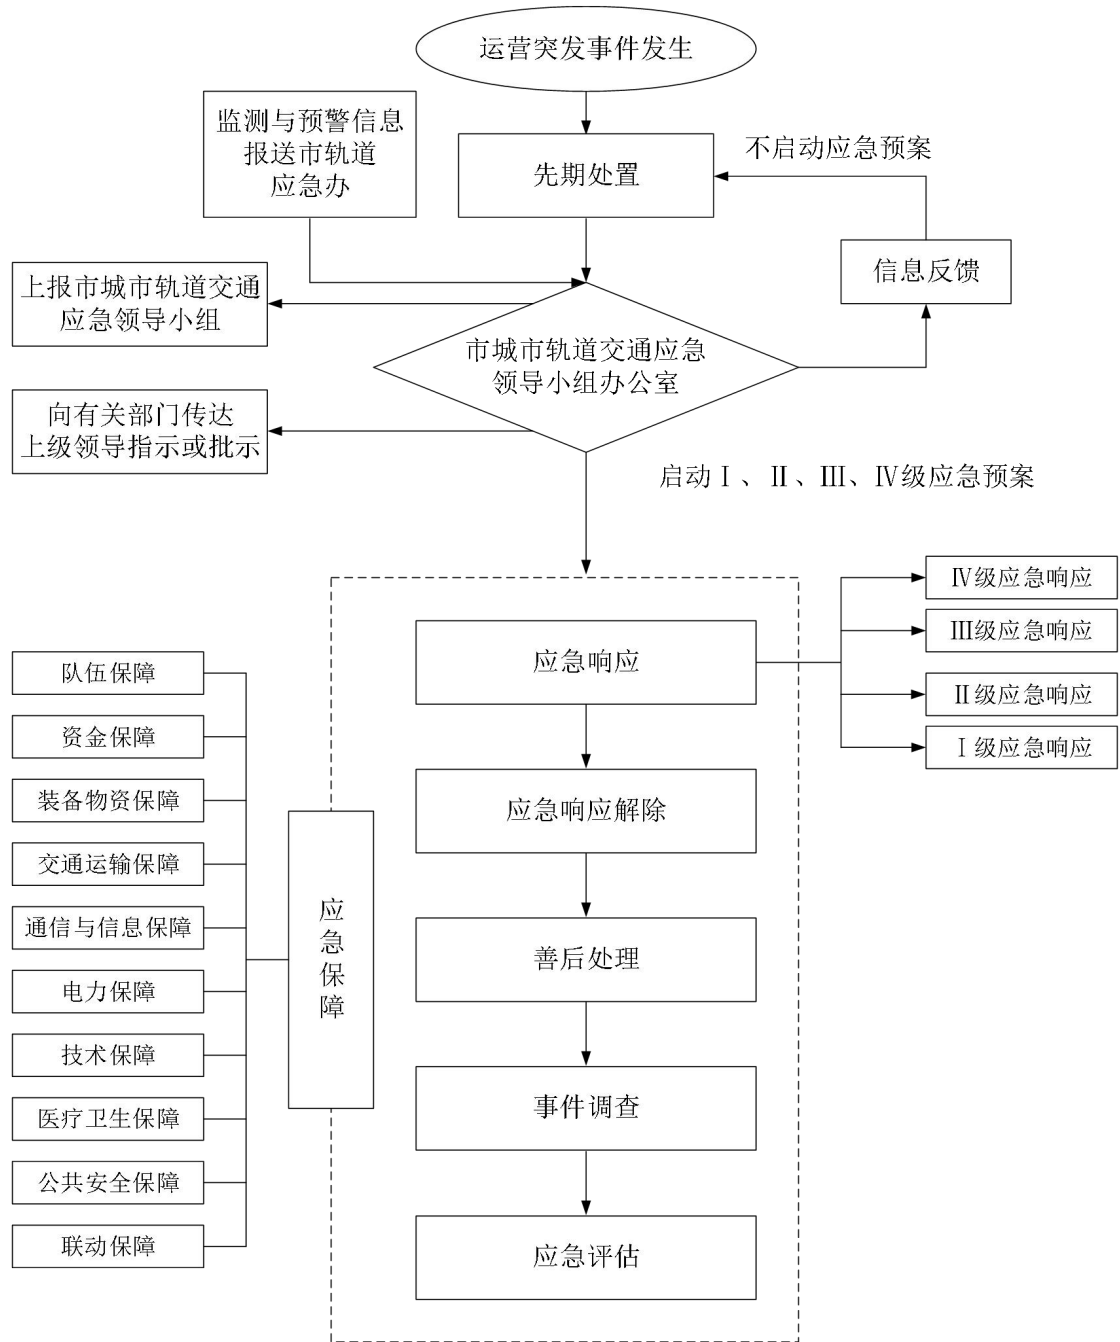 运营突发事件发生
监测与预警信息
报送市轨道
应急办
先期处置
不启动应急预案
信息反馈
上报市城市轨道交通
应急领导小组
市城市轨道交通应急
领导小组办公室
向有关部门传达
上级领导指示或批示
启动Ⅰ、Ⅱ、Ⅲ、Ⅳ级应急预案
Ⅳ级应急响应
Ⅲ级应急响应
Ⅱ级应急响应
Ⅰ级应急响应
应急响应
应急响应解除
善后处理
事件调查
应急评估
应急保障
队伍保障
资金保障
装备物资保障
交通运输保障
通信与信息保障
电力保障
技术保障
医疗卫生保障
公共安全保障
联动保障